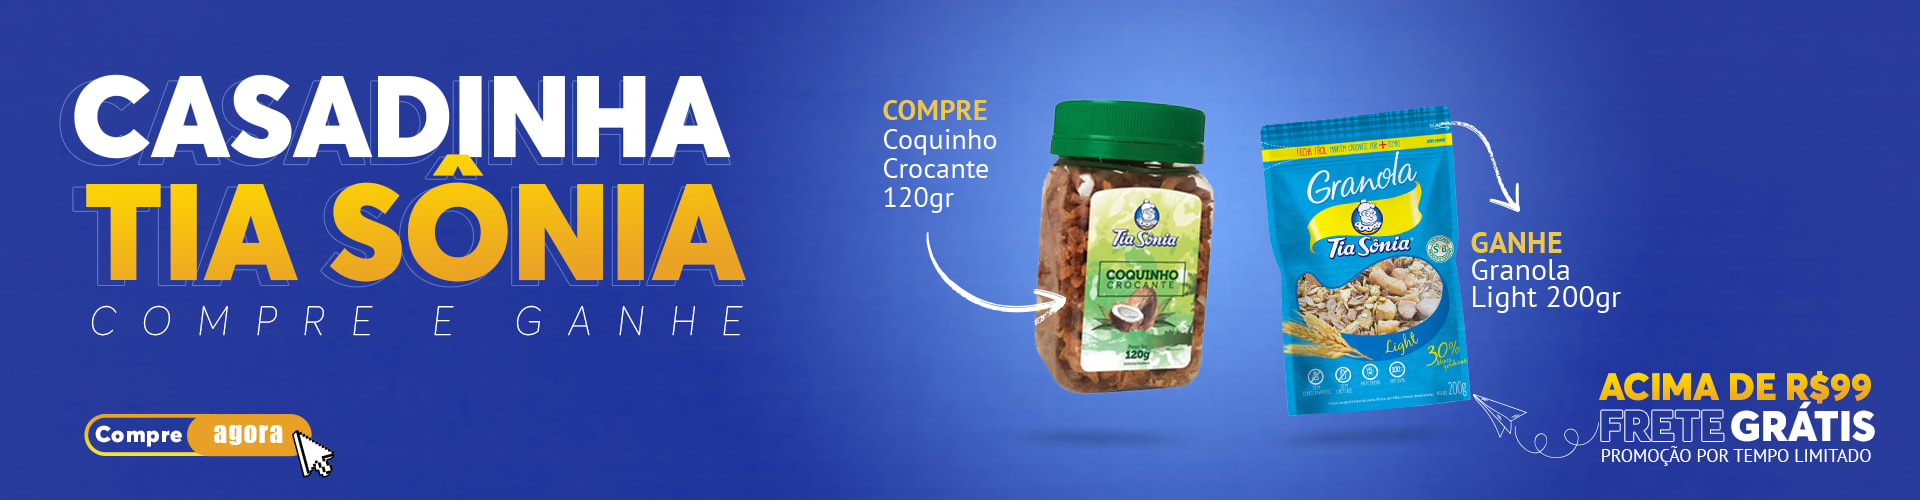 CASADINHA
TIA SÔNIA
COMPRE E GANHE
Compre agora
COMPRE
Coquinho
Crocante
120gr
Tia Sônia
COQUINHO
CROCANTE
120g
Granola
Tia Sônia
Light
30%
200g
GANHE
Granola
Light 200gr
ACIMA DE R$99
FRETE GRÁTIS
PROMOÇÃO POR TEMPO LIMITADO